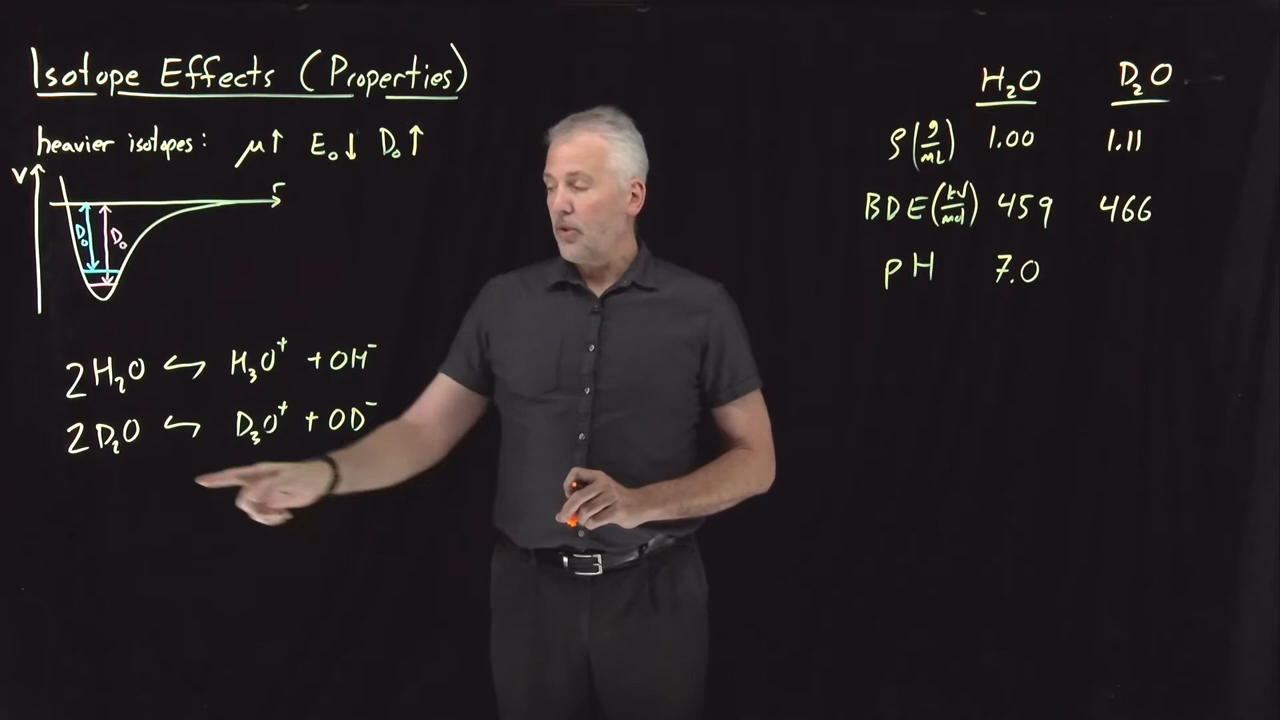 Isotope Effects (Properties)
heavier isotopes: μ↑ E₀↓ D₀↑
V
r
D₀ D₀
2H₂O ⇌ H₃O⁺ + OH⁻
2D₂O ⇌ D₃O⁺ + OD⁻
H₂O D₂O
ρ(g/mL) 1.00 1.11
BDE(kJ/mol) 459 466
pH 7.0